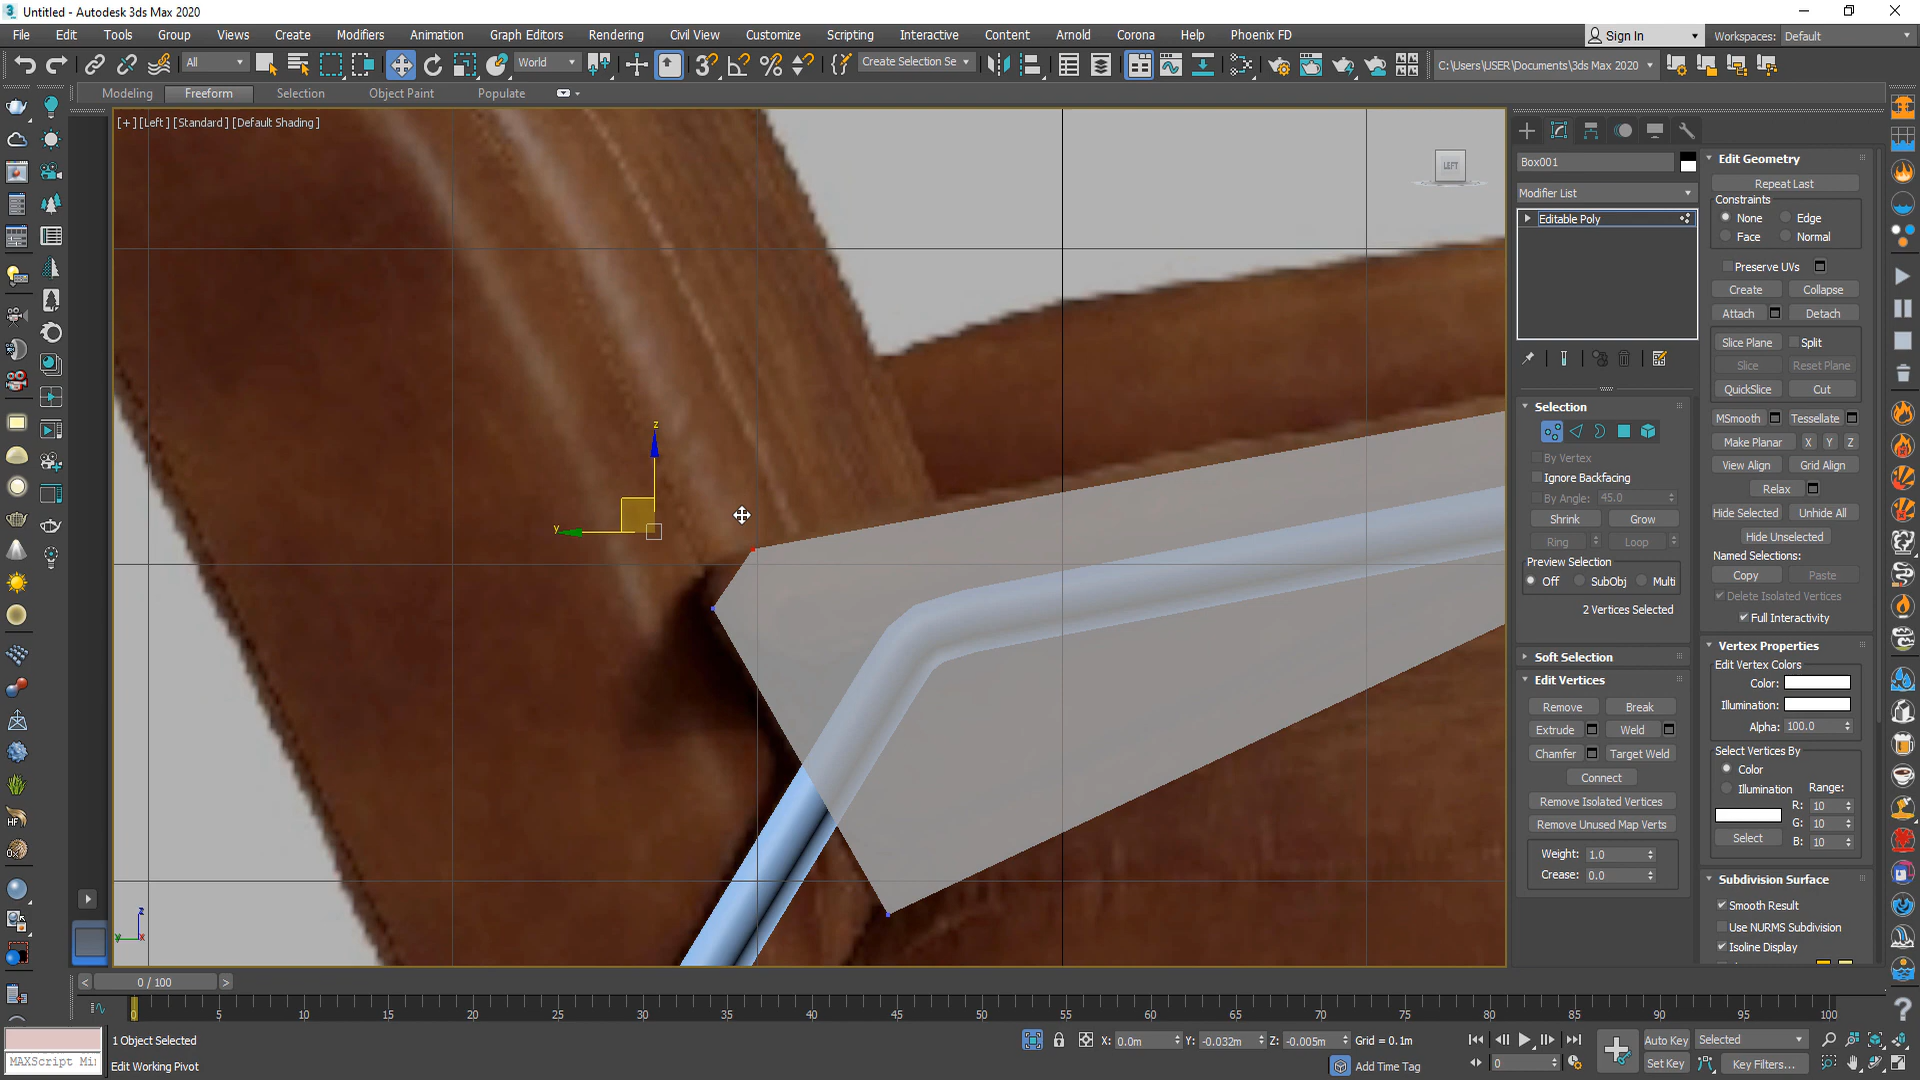 Untitled - Autodesk 3ds Max 2020
File Edit Tools Group Views Create Modifiers Animation Graph Editors Rendering Civil View Customize Scripting Interactive Content Arnold Corona Help Phoenix FD Sign In Workspaces: Default
All World Create Selection Se C:\Users\USER\Documents\3ds Max 2020
Modeling Freeform Selection Object Paint Populate
[+] [Left] [Standard] [Default Shading]
LEFT
Box001
Modifier List
Editable Poly
Selection
By Vertex
Ignore Backfacing
By Angle: 45.0
Shrink Grow
Ring Loop
Preview Selection
Off SubObj Multi
2 Vertices Selected
Soft Selection
Edit Vertices
Remove Break
Extrude Weld
Chamfer Target Weld
Connect
Remove Isolated Vertices
Remove Unused Map Verts
Weight: 1.0
Crease: 0.0
Edit Geometry
Repeat Last
Constraints
None Edge
Face Normal
Preserve UVs
Create Collapse
Attach Detach
Slice Plane Split
Slice Reset Plane
QuickSlice Cut
MSmooth Tessellate
Make Planar X Y Z
View Align Grid Align
Relax
Hide Selected Unhide All
Hide Unselected
Named Selections:
Copy Paste
Delete Isolated Vertices
Full Interactivity
Vertex Properties
Edit Vertex Colors
Color:
Illumination:
Alpha: 100.0
Select Vertices By
Color
Illumination Range:
R: 10
G: 10
Select B: 10
Subdivision Surface
Smooth Result
Use NURMS Subdivision
Isoline Display
z
y
z
y x
< 0 / 100 >
0 5 10 15 20 25 30 35 40 45 50 55 60 65 70 75 80 85 90 95 100
1 Object Selected X: 0.0m Y: -0.032m Z: -0.005m Grid = 0.1m Auto Key Selected
MAXScript Mi Edit Working Pivot Add Time Tag 0 Set Key Key Filters...